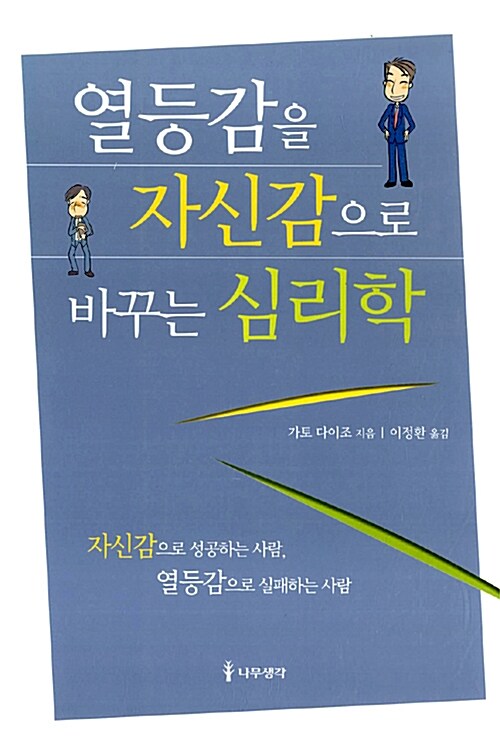 열등감을
자신감으로
바꾸는 심리학
가토 다이조 지음 | 이정환 옮김
자신감으로 성공하는 사람,
열등감으로 실패하는 사람
나무생각